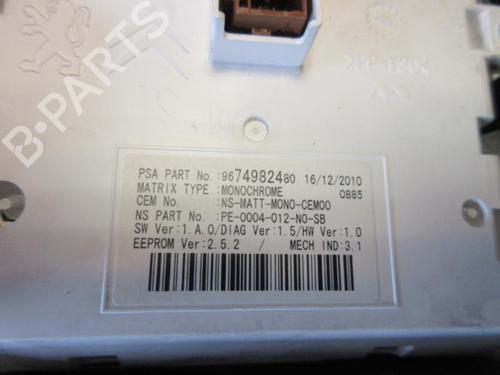 PSA PART No.:9674982480 16/12/2010
MATRIX TYPE :MONOCHROME 0885
CEM No. :NS-MATT-MONO-CEM00
NS PART No. :PE-0004-012-NO-SB
SW Ver:1.A.0/DIAG Ver:1.5/HW Ver:1.0
EEPROM Ver:2.5.2 / MECH IND:3.1